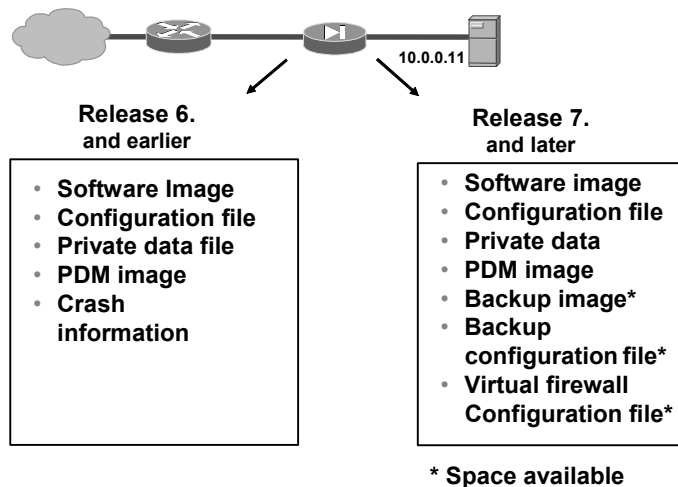 10.0.0.11
Release 6.
and earlier
• Software Image
• Configuration file
• Private data file
• PDM image
• Crash
information
Release 7.
and later
• Software image
• Configuration file
• Private data
• PDM image
• Backup image*
• Backup
configuration file*
• Virtual firewall
Configuration file*
* Space available